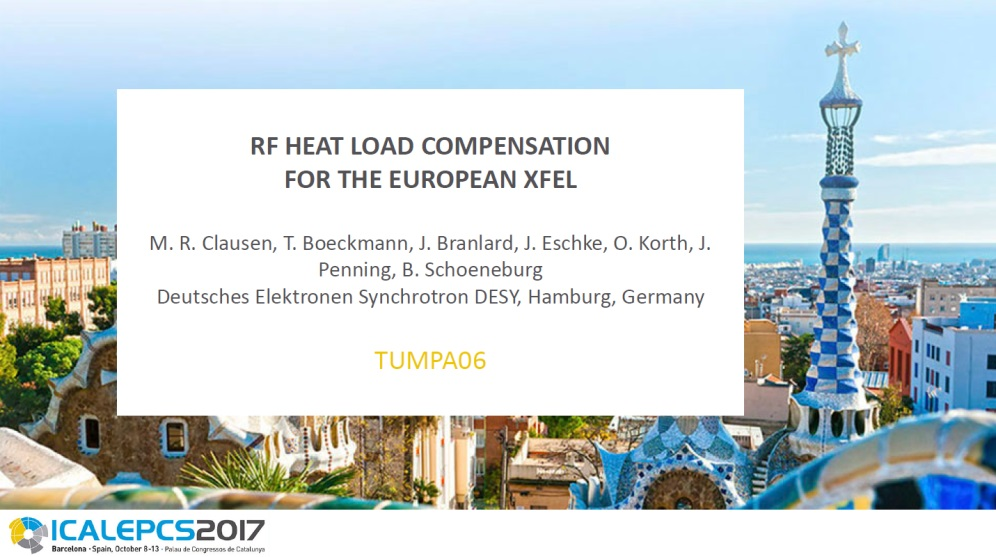 RF HEAT LOAD COMPENSATION
FOR THE EUROPEAN XFEL
M. R. Clausen, T. Boeckmann, J. Branlard, J. Eschke, O. Korth, J.
Penning, B. Schoeneburg
Deutsches Elektronen Synchrotron DESY, Hamburg, Germany
TUMPA06
ICALEPCS2017
Barcelona - Spain, October 8-13 - Palau de Congressos de Catalunya